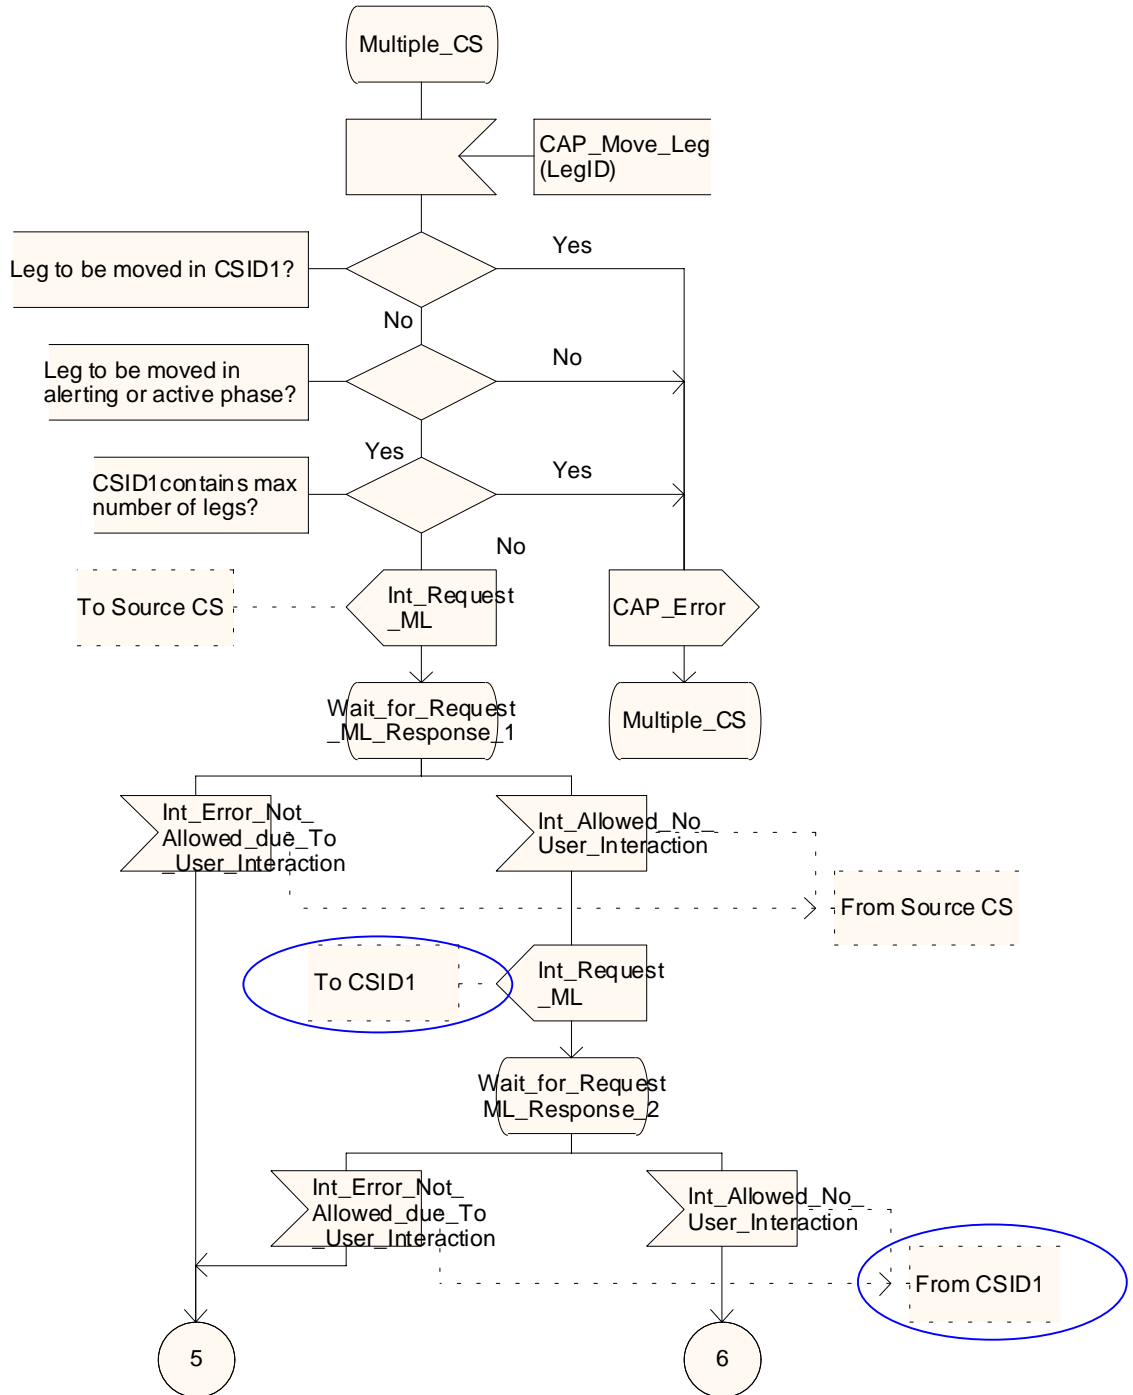 Multiple_CS
CAP_Move_Leg
(LegID)
Leg to be moved in CSID1?
Yes
No
Leg to be moved in
alerting or active phase?
No
Yes
CSID1contains max
number of legs?
Yes
No
To Source CS
Int_Request
_ML
CAP_Error
Wait_for_Request
_ML_Response_1
Multiple_CS
Int_Error_Not_
Allowed_due_To
_User_Interaction
Int_Allowed_No_
User_Interaction
From Source CS
To CSID1
Int_Request
_ML
Wait_for_Request
ML_Response_2
Int_Error_Not_
Allowed_due_To
_User_Interaction
Int_Allowed_No_
User_Interaction
From CSID1
5
6